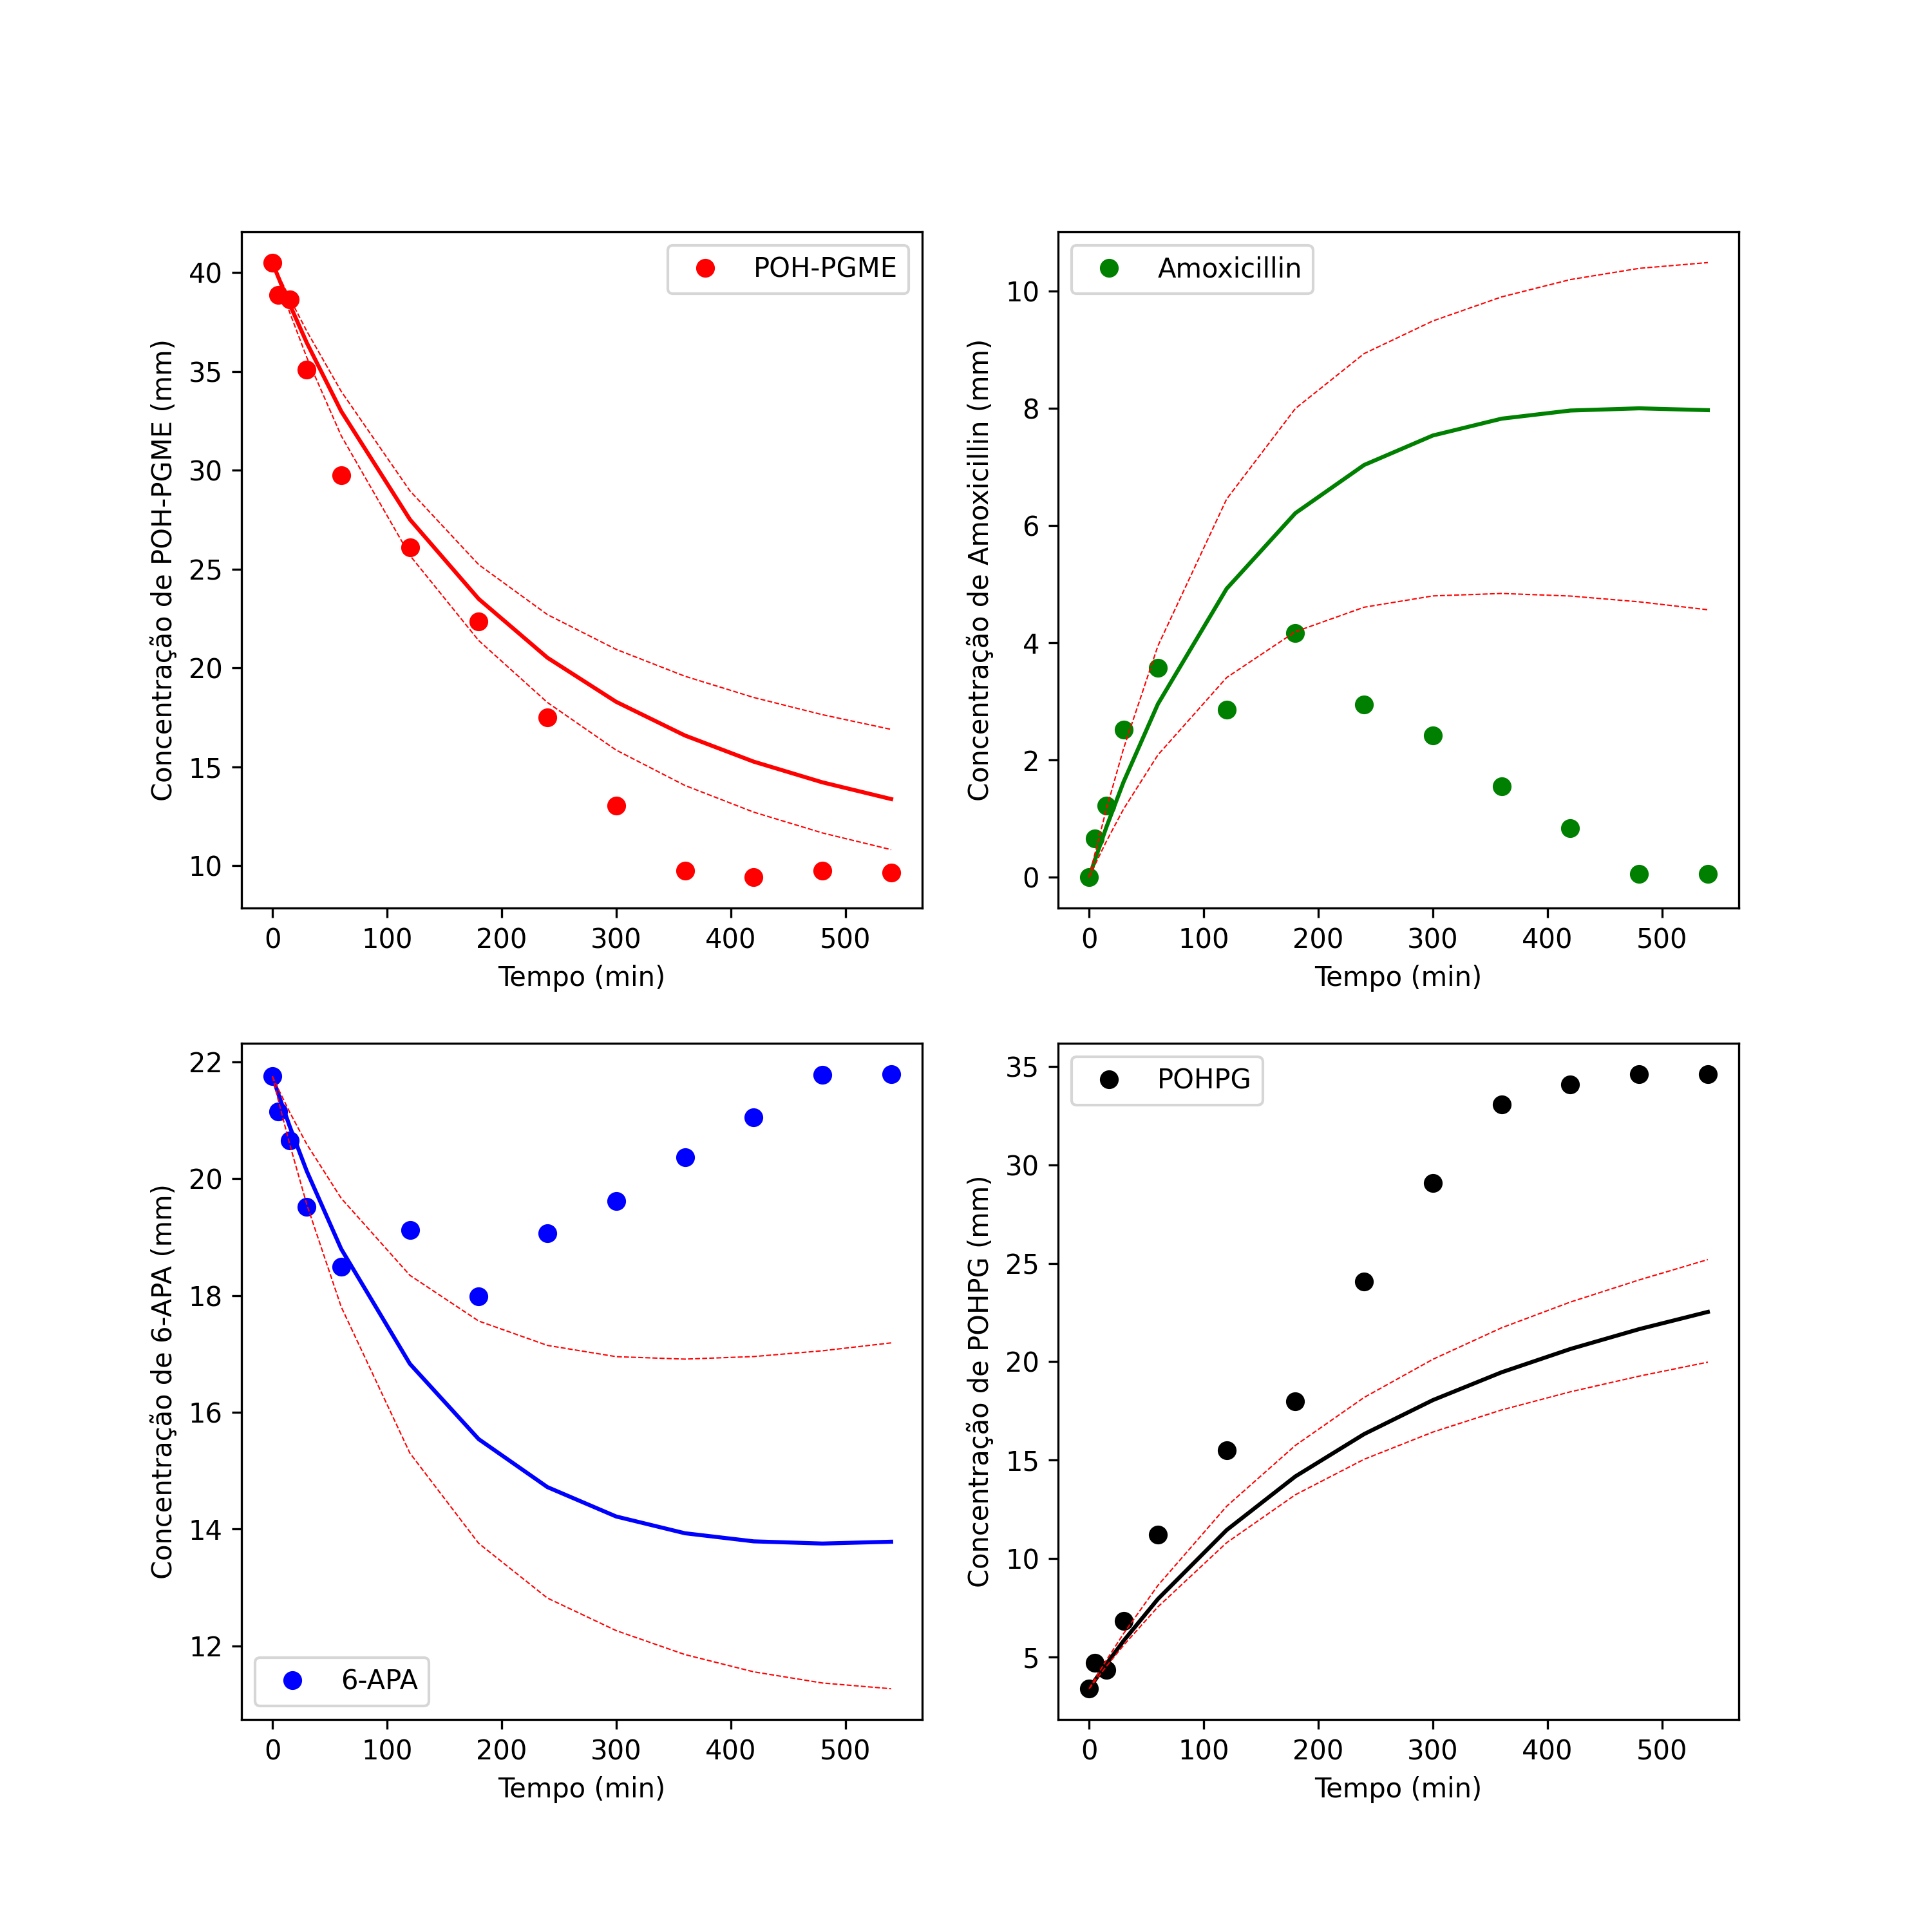 POH-PGME
Concentração de POH-PGME (mm)
40
35
30
25
20
15
10
0 100 200 300 400 500
Tempo (min)
Amoxicillin
Concentração de Amoxicillin (mm)
10
8
6
4
2
0
0 100 200 300 400 500
Tempo (min)
6-APA
Concentração de 6-APA (mm)
22
20
18
16
14
12
0 100 200 300 400 500
Tempo (min)
POHPG
Concentração de POHPG (mm)
35
30
25
20
15
10
5
0 100 200 300 400 500
Tempo (min)